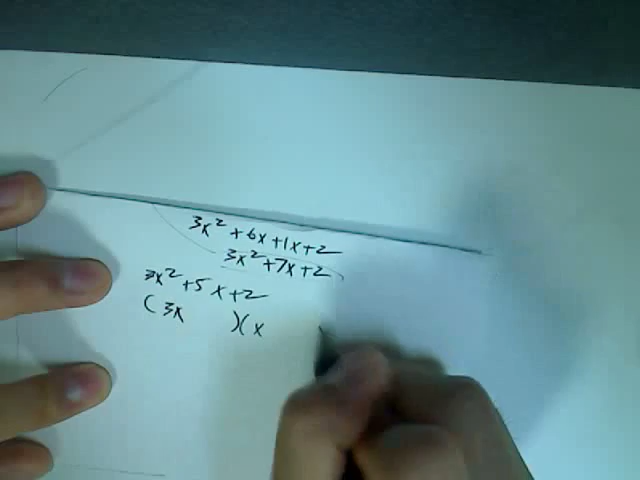 3x² + 6x + 1x + 2
3x² + 7x + 2
3x² + 5x + 2
(3x )(x